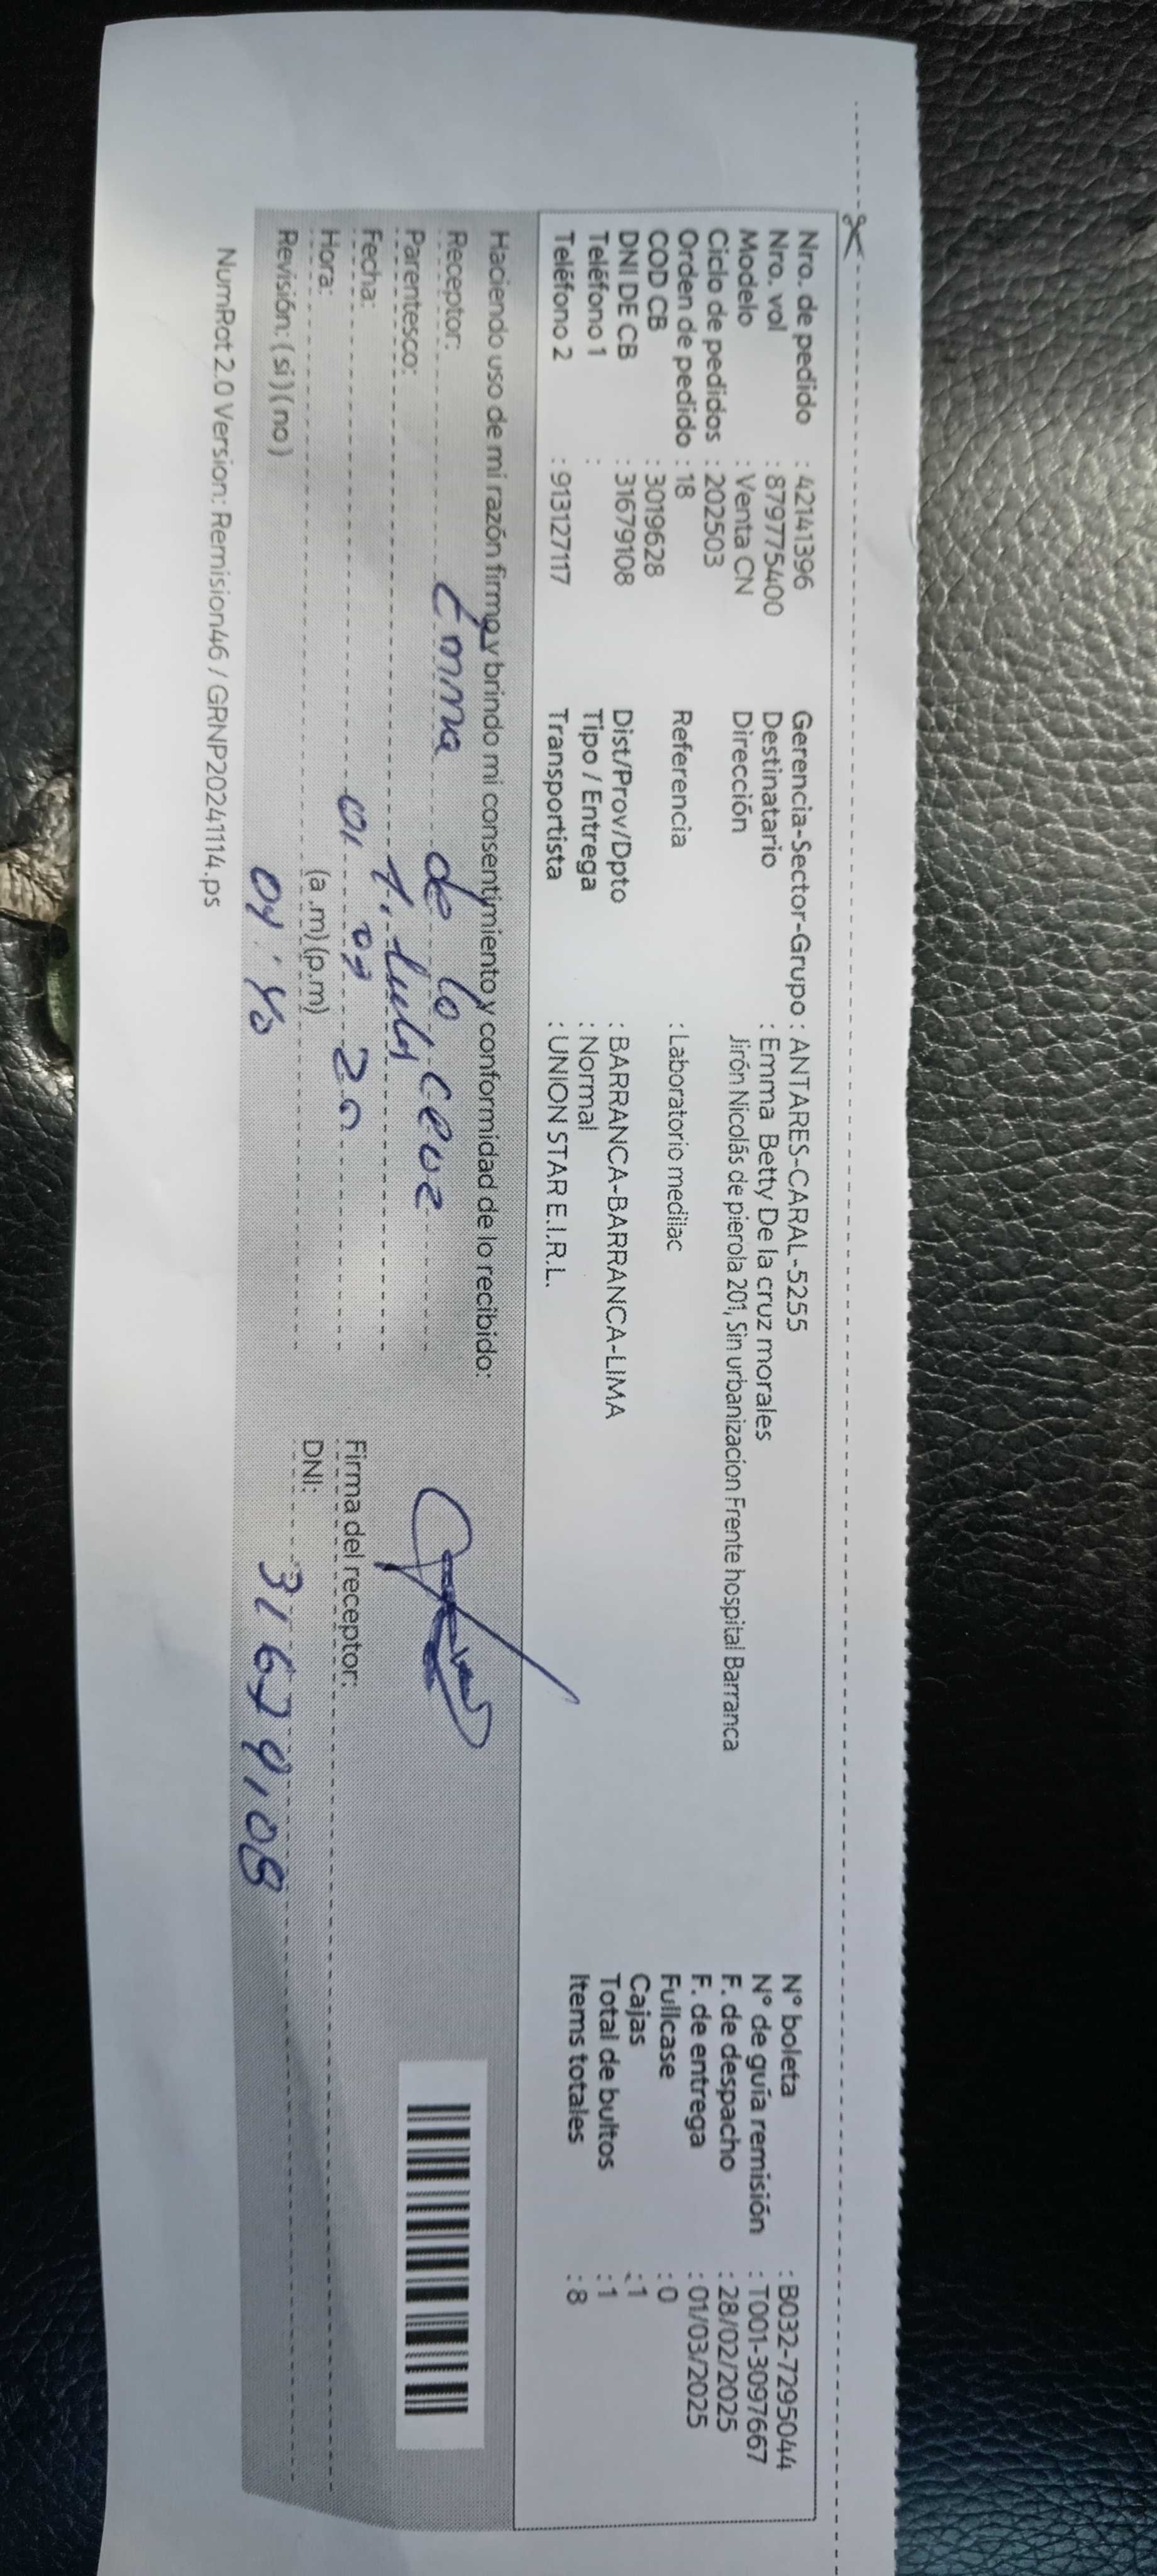 Nro. de pedido : 42141396
Nro. vol : 879775400
Modelo : Venta CN
Ciclo de pedidos : 202503
Orden de pedido : 18
COD CB : 3019628
DNI DE CB : 31679108
Teléfono 1 :
Teléfono 2 : 913127117
Gerencia-Sector-Grupo : ANTARES-CARAL-5255
Destinatario : Emma Betty De la cruz morales
Dirección Jirón Nicolás de pierola 201, Sin urbanizacion Frente hospital Barranca
Referencia : Laboratorio medilac
Dist/Prov/Dpto : BARRANCA-BARRANCA-LIMA
Tipo / Entrega : Normal
Transportista : UNION STAR E.I.R.L.
N° boleta : B032-7295044
N° de guía remisión : T001-3097667
F. de despacho : 28/02/2025
F. de entrega : 01/03/2025
Fullcase : 0
Cajas : 1
Total de bultos : 1
Items totales : 8
Haciendo uso de mi razón firmo y brindo mi consentimiento y conformidad de lo recibido:
Receptor: Emma de la cruz
Parentesco:
Fecha: 01 03
Hora: (a .m) (p.m)
04:40
Revisión: ( si ) ( no )
Firma del receptor:
DNI: 31679108
NumRot 2.0 Version: Remision46 / GRNP20241114.ps